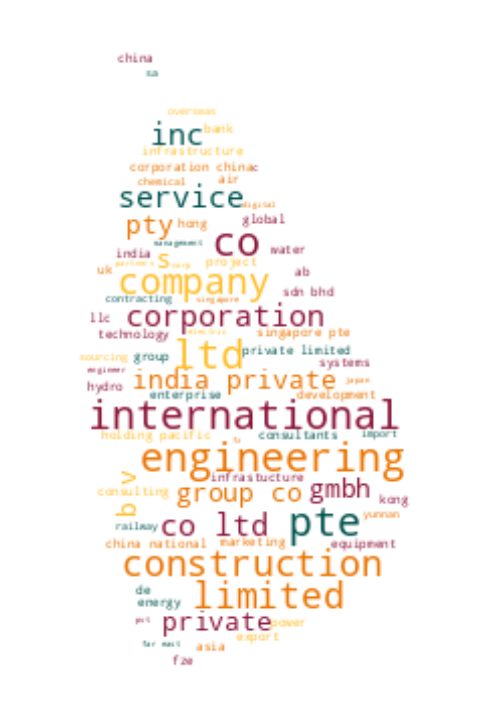 china
sa
overseas
inc bank
infrastructure
corporation chinac
chemical air
service digital
pty hong global
management co water
india s project
partners corp
uk company ab
sdn bhd
contracting singapore
llc corporation
technology electric singapore pte
sourcing group ltd private limited
engineer systems
hydro india private japan
enterprise development
international
holding pacific consultants import
engineering
infrastucture
consulting b v group co gmbh kong
railway co ltd pte yunnan
china national marketing equipment
construction
de
energy limited
private power
export
far east asia
fze